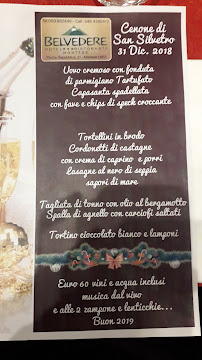 BELVEDERE
HOTEL RISTORANTE
Cenone di
San Silvetro
31 Dic. 2018
Uovo cremoso con fonduta
di parmigiano Tartufato
Capasanta spadellata
con fave e chips di speck croccante
Tortellini in brodo
Cordonetti di castagne
con crema di caprino e porri
Lasagne al nero di seppia
sapori di mare
Tagliata di tonno con olio al bergamotto
Spalla di agnello con carciofi saltati
Tortino cioccolato bianco e lamponi
Euro 60 vini e acqua inclusi
musica dal vivo
e alle 2 zampone e lenticchie...
Buon 2019